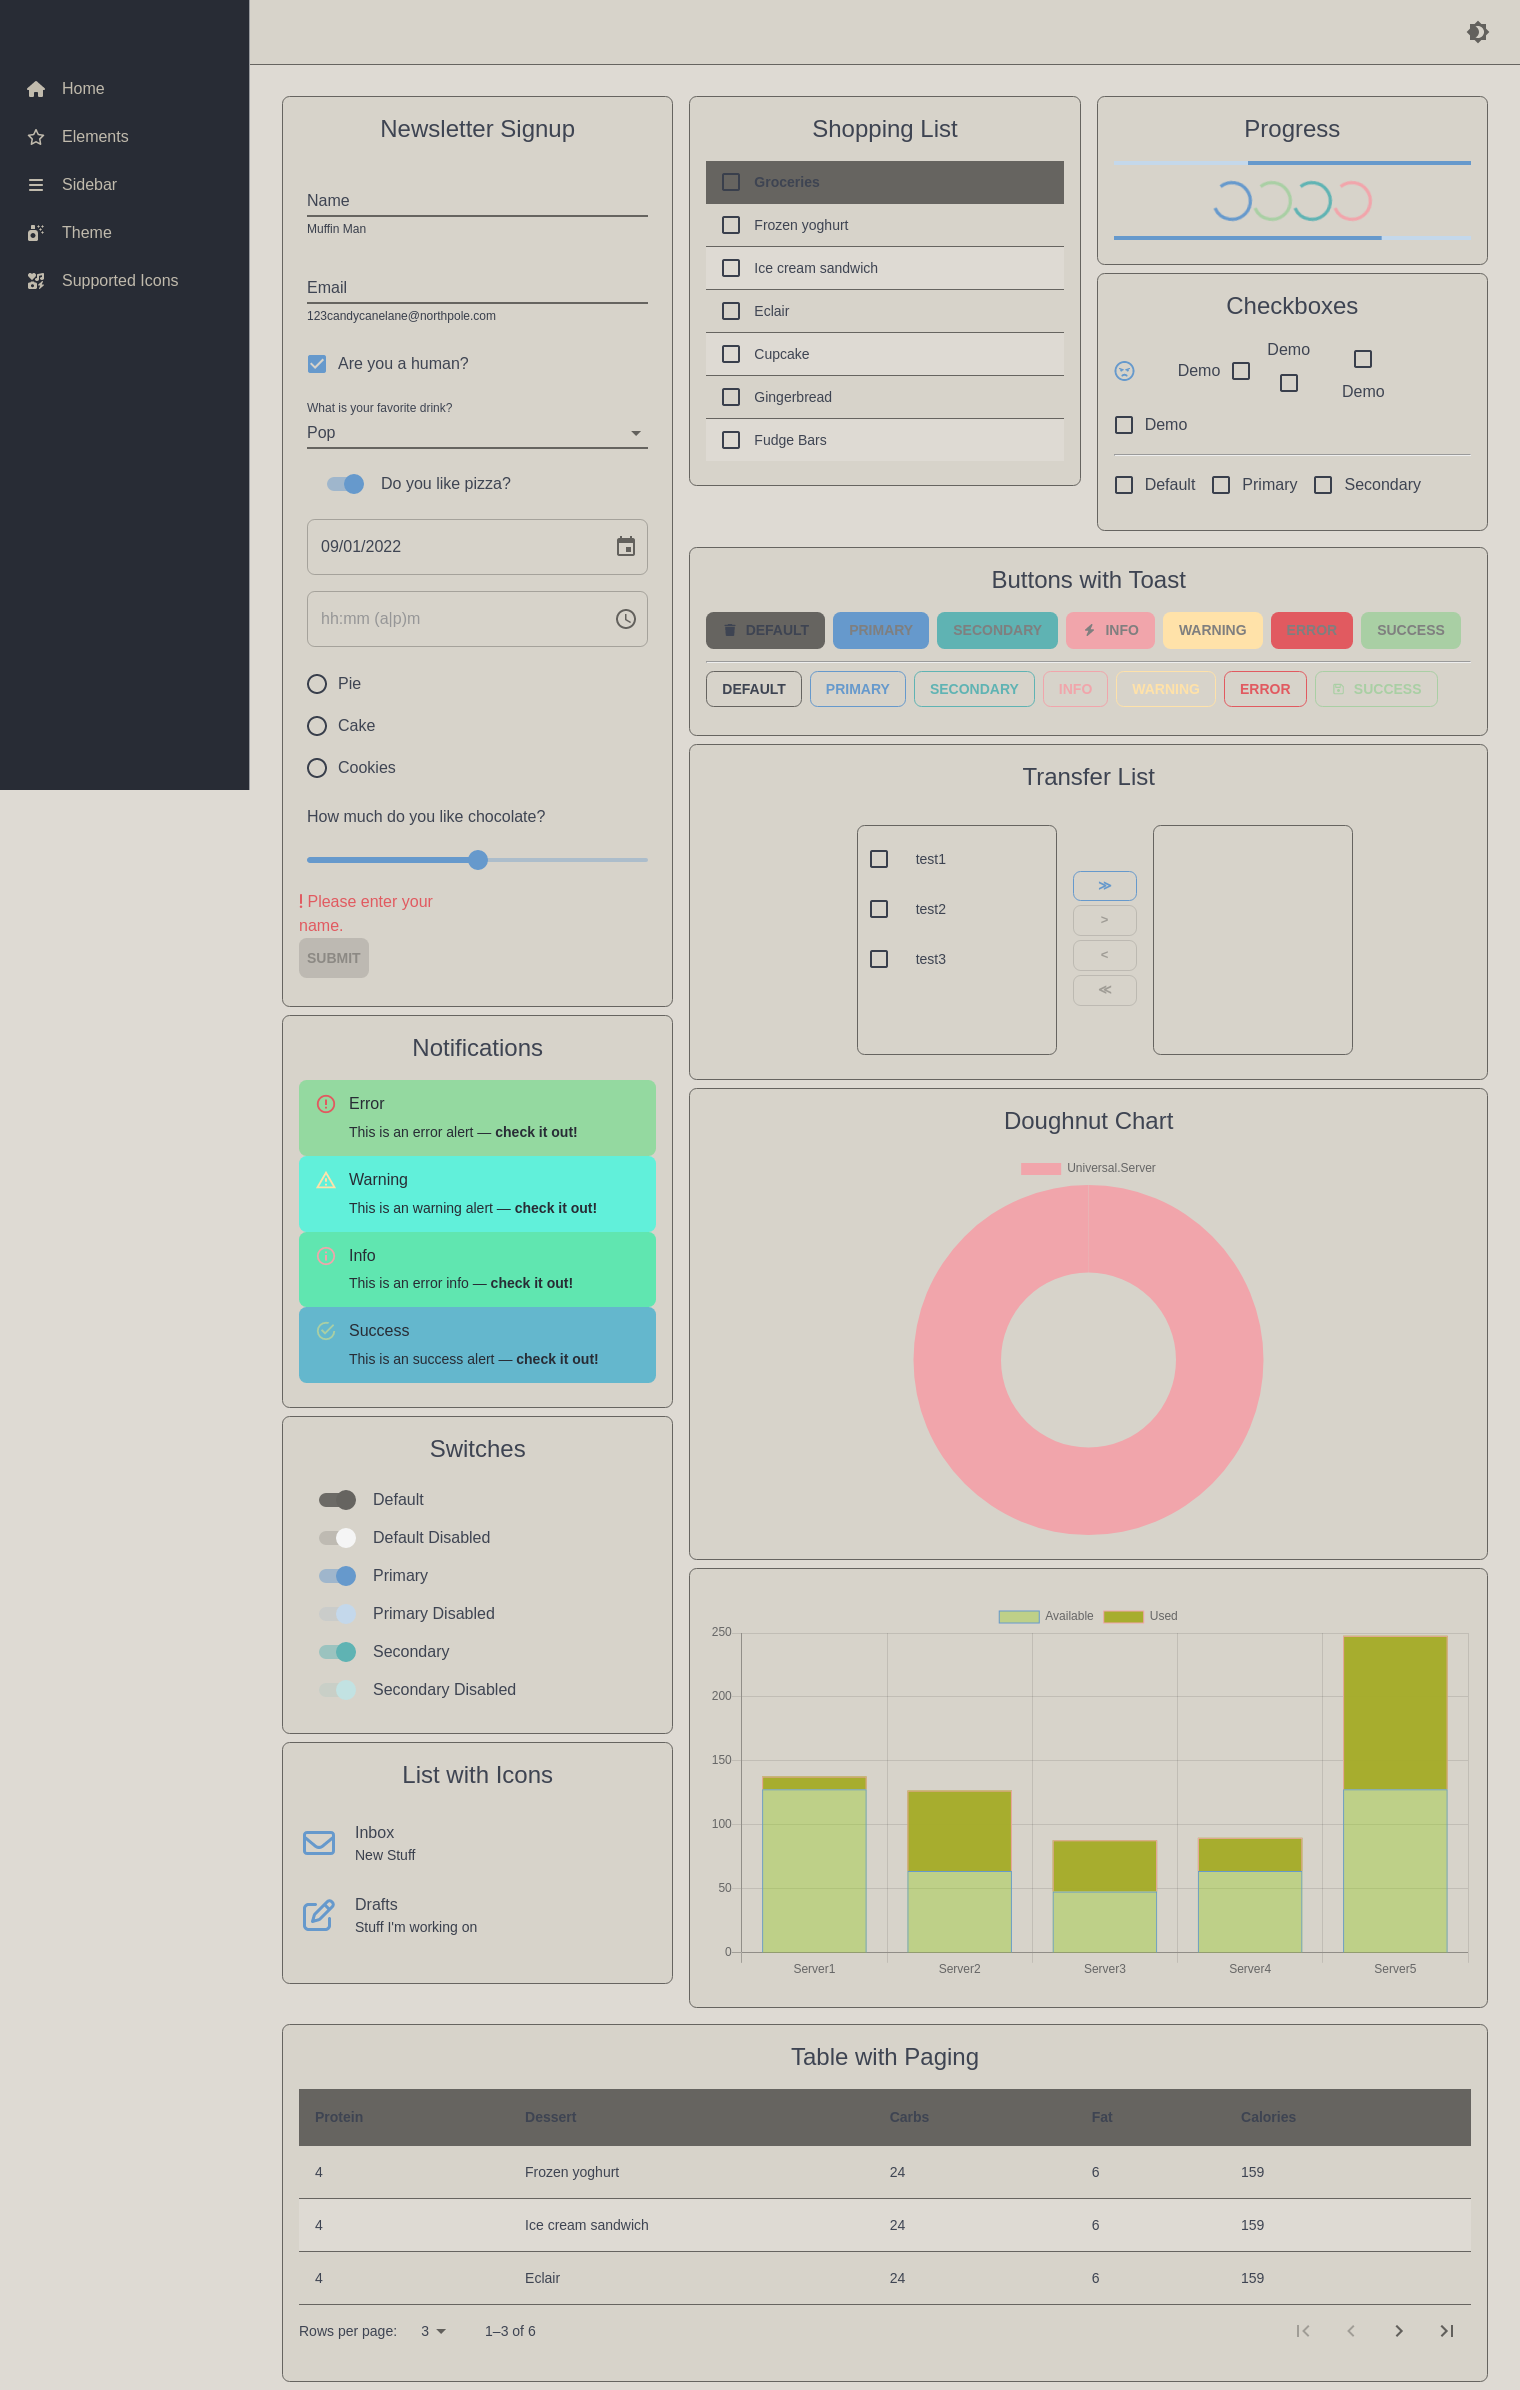 Home
Elements
Sidebar
Theme
Supported Icons
Newsletter Signup
Name
Muffin Man
Email
123candycanelane@northpole.com
Are you a human?
What is your favorite drink?
Pop
Do you like pizza?
09/01/2022
hh:mm (a|p)m
Pie
Cake
Cookies
How much do you like chocolate?
! Please enter your
name.
SUBMIT
Notifications
Error
This is an error alert — check it out!
Warning
This is an warning alert — check it out!
Info
This is an error info — check it out!
Success
This is an success alert — check it out!
Switches
Default
Default Disabled
Primary
Primary Disabled
Secondary
Secondary Disabled
List with Icons
Inbox
New Stuff
Drafts
Stuff I'm working on
Shopping List
Groceries
Frozen yoghurt
Ice cream sandwich
Eclair
Cupcake
Gingerbread
Fudge Bars
Progress
Checkboxes
Demo Demo
Demo
Demo
Default Primary Secondary
Buttons with Toast
DEFAULT PRIMARY SECONDARY INFO WARNING ERROR SUCCESS
DEFAULT PRIMARY SECONDARY INFO WARNING ERROR SUCCESS
Transfer List
test1
test2
test3
≫
>
<
≪
Doughnut Chart
Universal.Server
Available Used
250
200
150
100
50
0
Server1 Server2 Server3 Server4 Server5
Table with Paging
Protein Dessert Carbs Fat Calories
4 Frozen yoghurt 24 6 159
4 Ice cream sandwich 24 6 159
4 Eclair 24 6 159
Rows per page: 3 1–3 of 6